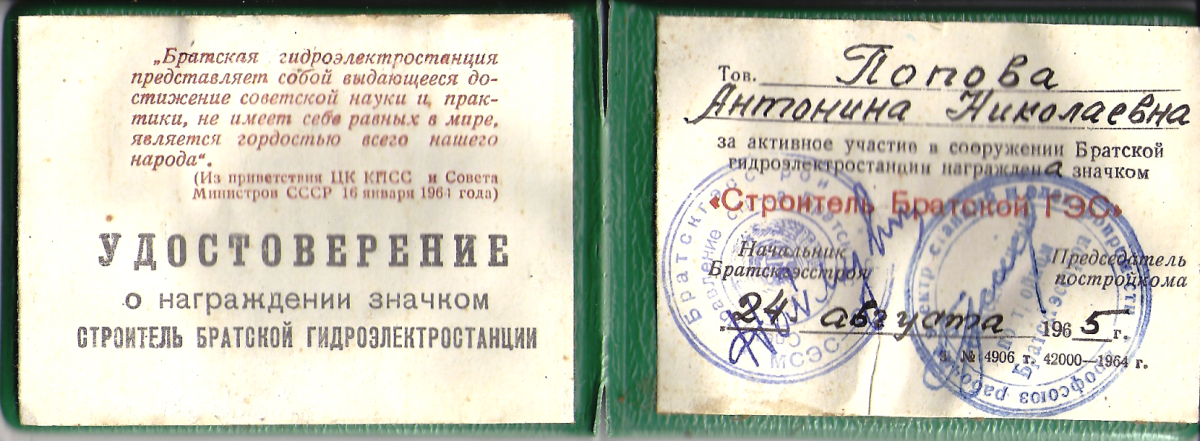 „Братская гидроэлектростанция
представляет собой выдающееся до-
стижение советской науки и прак-
тики, не имеет себе равных в мире,
является гордостью всего нашего
народа“.
(Из приветствия ЦК КПСС и Совета
Министров СССР 16 января 1964 года)
УДОСТОВЕРЕНИЕ
о награждении значком
СТРОИТЕЛЬ БРАТСКОЙ ГИДРОЭЛЕКТРОСТАНЦИИ
Тов. Попова
Антонина Николаевна
за активное участие в сооружении Братской
гидроэлектростанции награждена значком
«Строитель Братской ГЭС»
Начальник
Братскгэсстроя
Председатель
постройкома
24 августа 1965 г.
З. № 4906 т. 42000—1964 г.
Братскгэсстрой
МСЭС